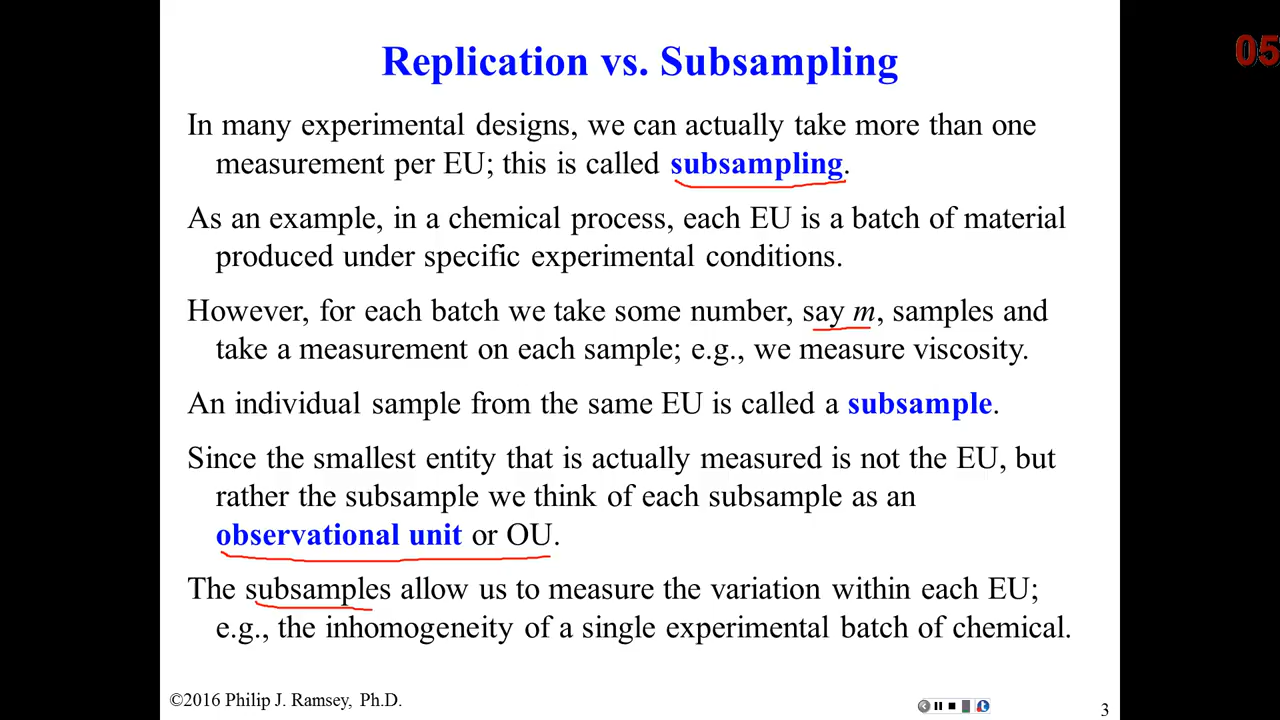 Replication vs. Subsampling
05
In many experimental designs, we can actually take more than one
measurement per EU; this is called subsampling.
As an example, in a chemical process, each EU is a batch of material
produced under specific experimental conditions.
However, for each batch we take some number, say m, samples and
take a measurement on each sample; e.g., we measure viscosity.
An individual sample from the same EU is called a subsample.
Since the smallest entity that is actually measured is not the EU, but
rather the subsample we think of each subsample as an
observational unit or OU.
The subsamples allow us to measure the variation within each EU;
e.g., the inhomogeneity of a single experimental batch of chemical.
©2016 Philip J. Ramsey, Ph.D.
3